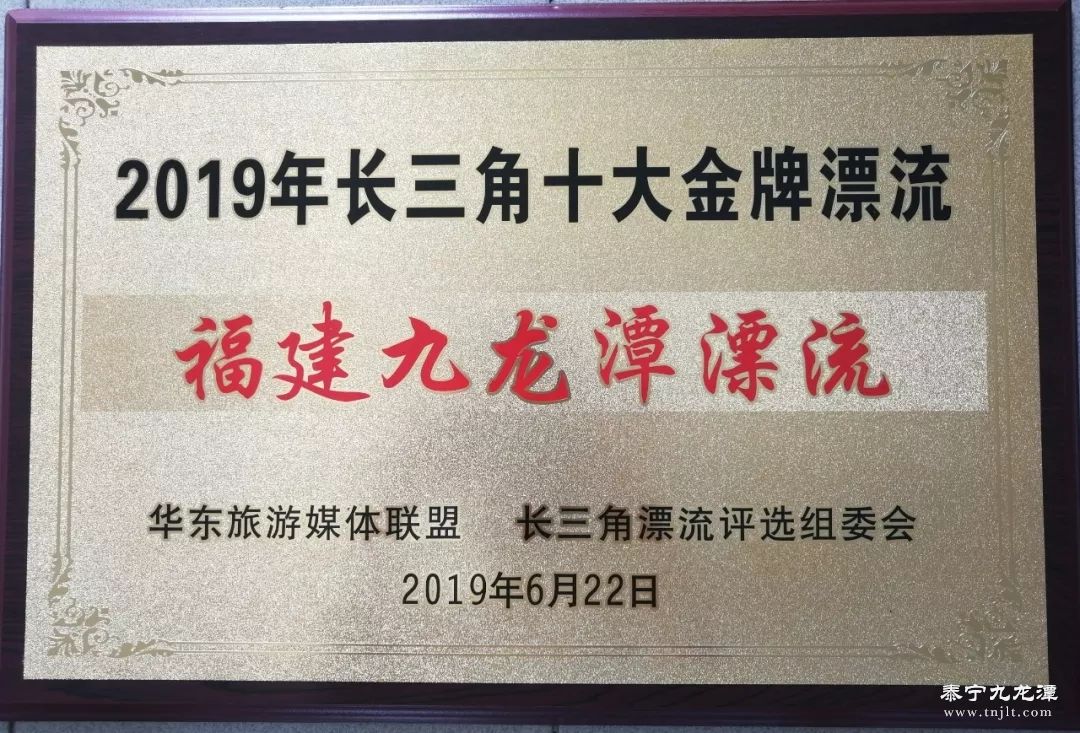 2019年长三角十大金牌漂流
福建九龙潭漂流
华东旅游媒体联盟 长三角漂流评选组委会
2019年6月22日
泰宁九龙潭
www.tnjlt.com